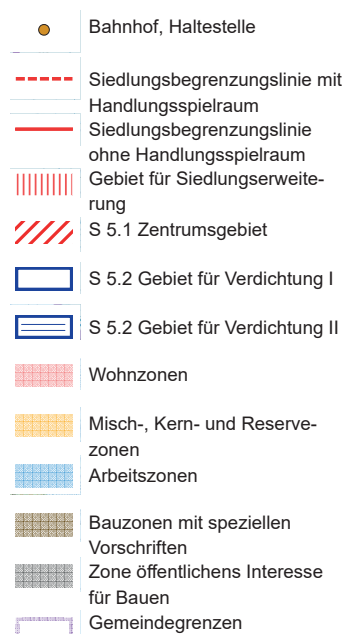 Bahnhof, Haltestelle
Siedlungsbegrenzungslinie mit
Handlungsspielraum
Siedlungsbegrenzungslinie
ohne Handlungsspielraum
Gebiet für Siedlungserweite-
rung
S 5.1 Zentrumsgebiet
S 5.2 Gebiet für Verdichtung I
S 5.2 Gebiet für Verdichtung II
Wohnzonen
Misch-, Kern- und Reserve-
zonen
Arbeitszonen
Bauzonen mit speziellen
Vorschriften
Zone öffentlichens Interesse
für Bauen
Gemeindegrenzen